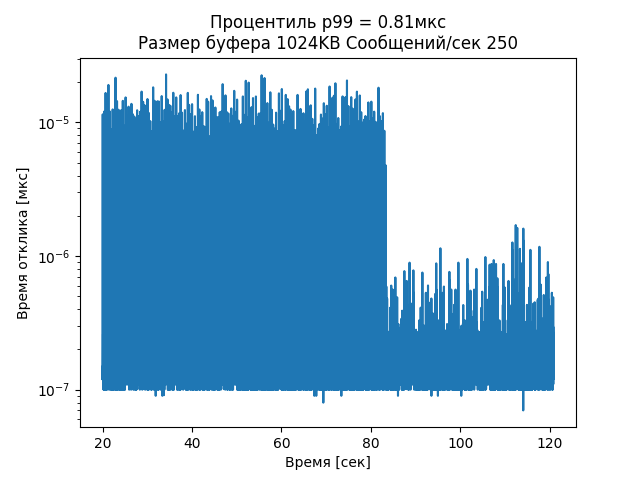 Процентиль p99 = 0.81мкс
Размер буфера 1024KB Сообщений/сек 250
Время отклика [мкс]
10⁻⁵
10⁻⁶
10⁻⁷
20 40 60 80 100 120
Время [сек]